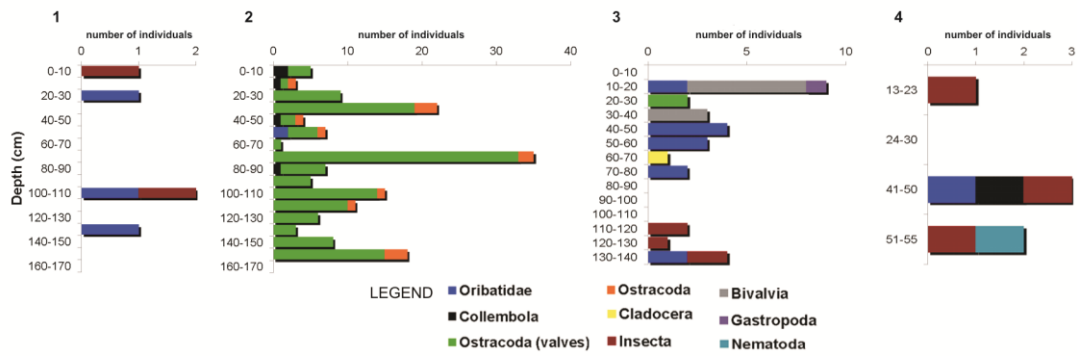 1
number of individuals
0 1 2
0-10
20-30
40-50
60-70
80-90
100-110
120-130
140-150
160-170
Depth (cm)
2
number of individuals
0 10 20 30 40
0-10
20-30
40-50
60-70
80-90
100-110
120-130
140-150
160-170
3
number of individuals
0 5 10
0-10
10-20
20-30
30-40
40-50
50-60
60-70
70-80
80-90
90-100
100-110
110-120
120-130
130-140
4
number of individuals
0 1 2 3
13-23
24-30
41-50
51-55
LEGEND
Oribatidae
Collembola
Ostracoda (valves)
Ostracoda
Cladocera
Insecta
Bivalvia
Gastropoda
Nematoda